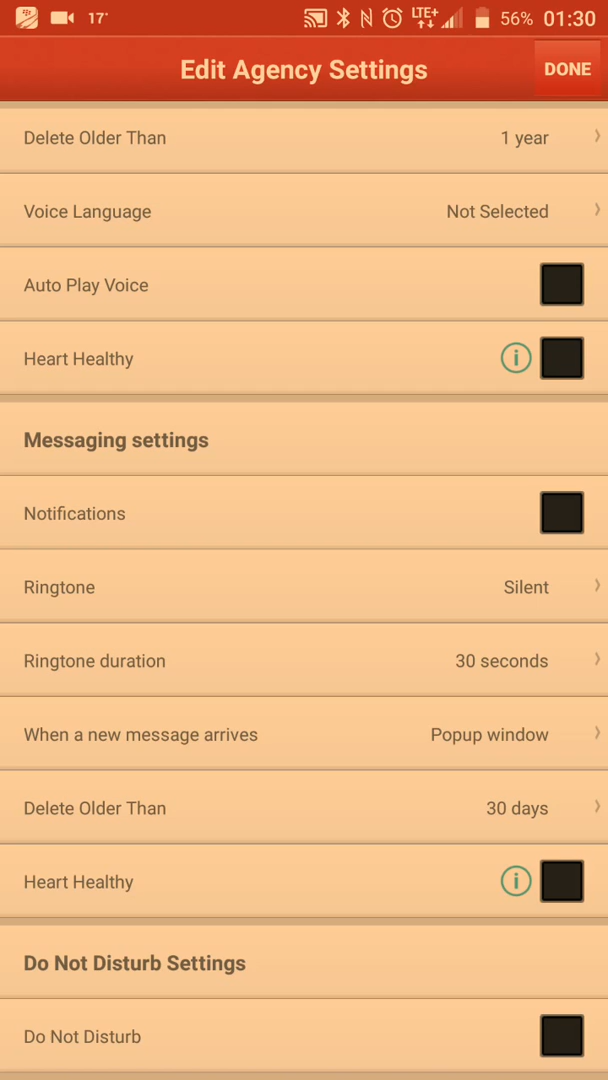 17°
LTE+
56% 01:30
Edit Agency Settings
DONE
Delete Older Than 1 year
Voice Language Not Selected
Auto Play Voice
Heart Healthy i
Messaging settings
Notifications
Ringtone Silent
Ringtone duration 30 seconds
When a new message arrives Popup window
Delete Older Than 30 days
Heart Healthy i
Do Not Disturb Settings
Do Not Disturb